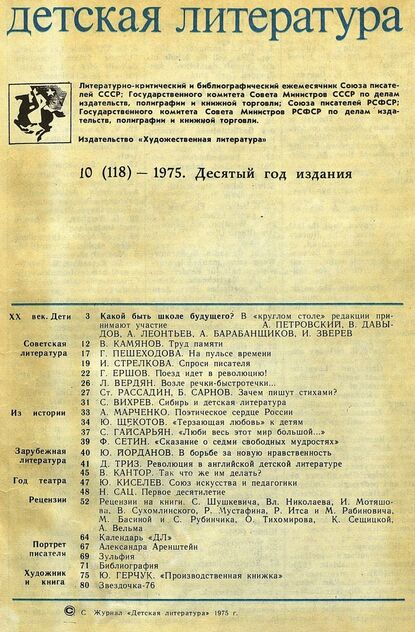 детская литература
Литературно-критический и библиографический ежемесячник Союза писате-
лей СССР; Государственного комитета Совета Министров СССР по делам
издательств, полиграфии и книжной торговли; Союза писателей РСФСР;
Государственного комитета Совета Министров РСФСР по делам изда-
тельств, полиграфии и книжной торговли.
Издательство «Художественная литература»
10 (118) — 1975. Десятый год издания
XX век. Дети 3 Какой быть школе будущего? В «круглом столе» редакции при-
нимают участие А. ПЕТРОВСКИЙ, В. ДАВЫ-
ДОВ, А. ЛЕОНТЬЕВ, А. БАРАБАНЩИКОВ, И. ЗВЕРЕВ
Советская 12 В. КАМЯНОВ. Труд памяти
литература 17 Г. ПЕШЕХОДОВА. На пульсе времени
19 И. СТРЕЛКОВА. Спроси писателя
22 Г. ЕРШОВ. Поезд идет в революцию!
26 Л. ВЕРДЯН. Возле речки-быстротечки...
27 Ст. РАССАДИН, Б. САРНОВ. Зачем пишут стихами?
31 С. ВИХРЕВ. Сибирь и детская литература
Из истории 33 А. МАРЧЕНКО. Поэтическое сердце России
34 Ю. ЩЕКОТОВ. «Терзающая любовь» к детям
37 С. ГАЙСАРЬЯН. «Люби весь этот мир большой...»
39 Ф. СЕТИН. «Сказание о седми свободных мудростях»
Зарубежная 40 Ю. ЙОРДАНОВ. В борьбе за новую нравственность
литература 41 Д. ТРИЗ. Революция в английской детской литературе
45 В. КАНТОР. Так что же им делать?
Год театра 47 Ю. КИСЕЛЕВ. Союз искусства и педагогики
48 Н. САЦ. Первое десятилетие
Рецензии 52 Рецензии на книги. С. Шушкевича, Вл. Николаева, И. Мотяшо-
ва, В. Сухомлинского, Р. Мустафина, Р. Итса и М. Рабиновича,
М. Басиной и С. Рубинчика, О. Тихомирова, К. Сещицкой,
А. Вельма
64 Календарь «ДЛ»
Портрет 67 Александра Аренштейн
писателя 69 Зульфия
71 Библиография
Художник 75 Ю. ГЕРЧУК. «Производственная книжка»
и книга 80 Звездочка-76
© С Журнал «Детская литература» 1975 г.